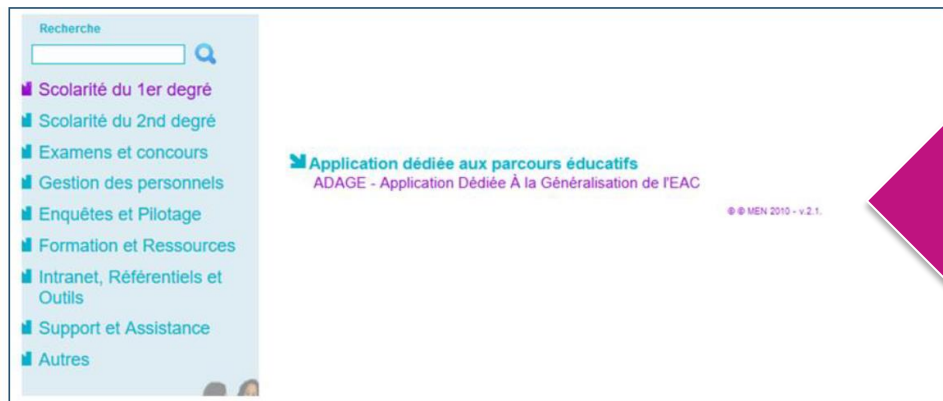 Recherche
Scolarité du 1er degré
Scolarité du 2nd degré
Examens et concours
Gestion des personnels
Enquêtes et Pilotage
Formation et Ressources
Intranet, Référentiels et
Outils
Support et Assistance
Autres
Application dédiée aux parcours éducatifs
ADAGE - Application Dédiée À la Généralisation de l'EAC
© © MEN 2010 - v.2.1.